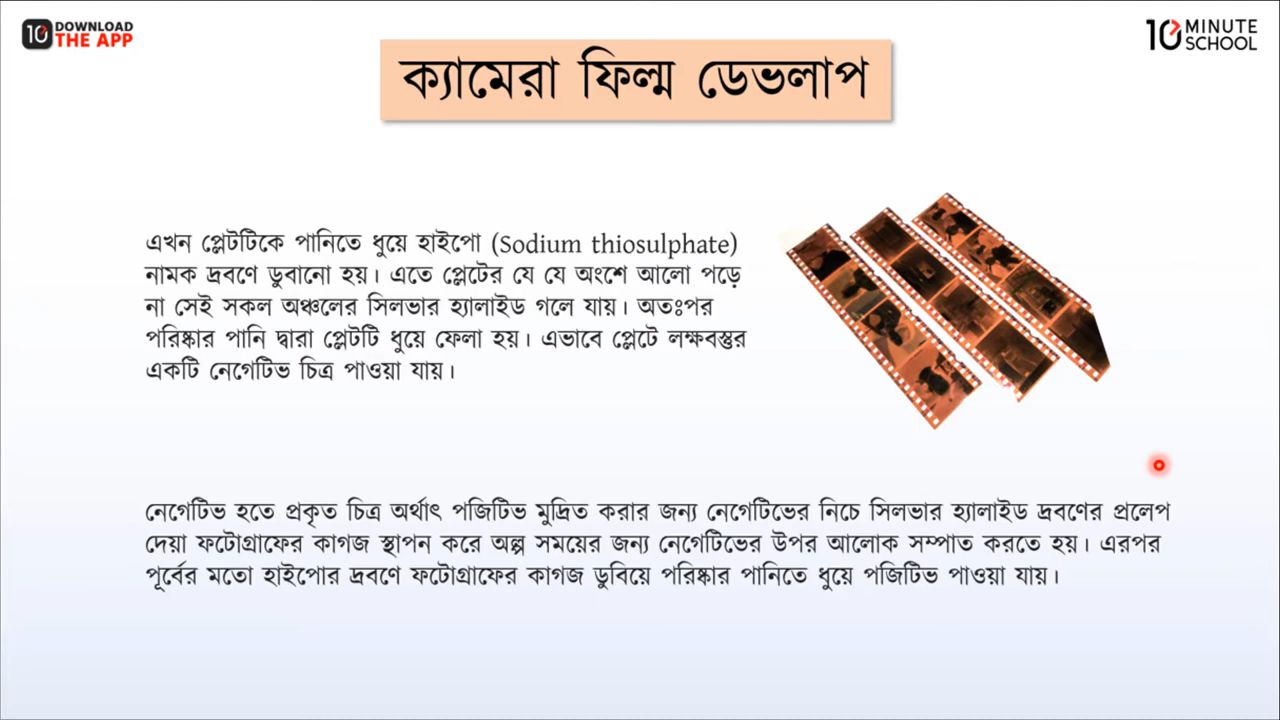 DOWNLOAD
THE APP
10 MINUTE
SCHOOL
ক্যামেরা ফিল্ম ডেভলাপ
এখন প্লেটটিকে পানিতে ধুয়ে হাইপো (Sodium thiosulphate)
নামক দ্রবণে ডুবানো হয়। এতে প্লেটের যে যে অংশে আলো পড়ে
না সেই সকল অঞ্চলের সিলভার হ্যালাইড গলে যায়। অতঃপর
পরিষ্কার পানি দ্বারা প্লেটটি ধুয়ে ফেলা হয়। এভাবে প্লেটে লক্ষবস্তুর
একটি নেগেটিভ চিত্র পাওয়া যায়।
নেগেটিভ হতে প্রকৃত চিত্র অর্থাৎ পজিটিভ মুদ্রিত করার জন্য নেগেটিভের নিচে সিলভার হ্যালাইড দ্রবণের প্রলেপ
দেয়া ফটোগ্রাফের কাগজ স্থাপন করে অল্প সময়ের জন্য নেগেটিভের উপর আলোক সম্পাত করতে হয়। এরপর
পূর্বের মতো হাইপোর দ্রবণে ফটোগ্রাফের কাগজ ডুবিয়ে পরিষ্কার পানিতে ধুয়ে পজিটিভ পাওয়া যায়।